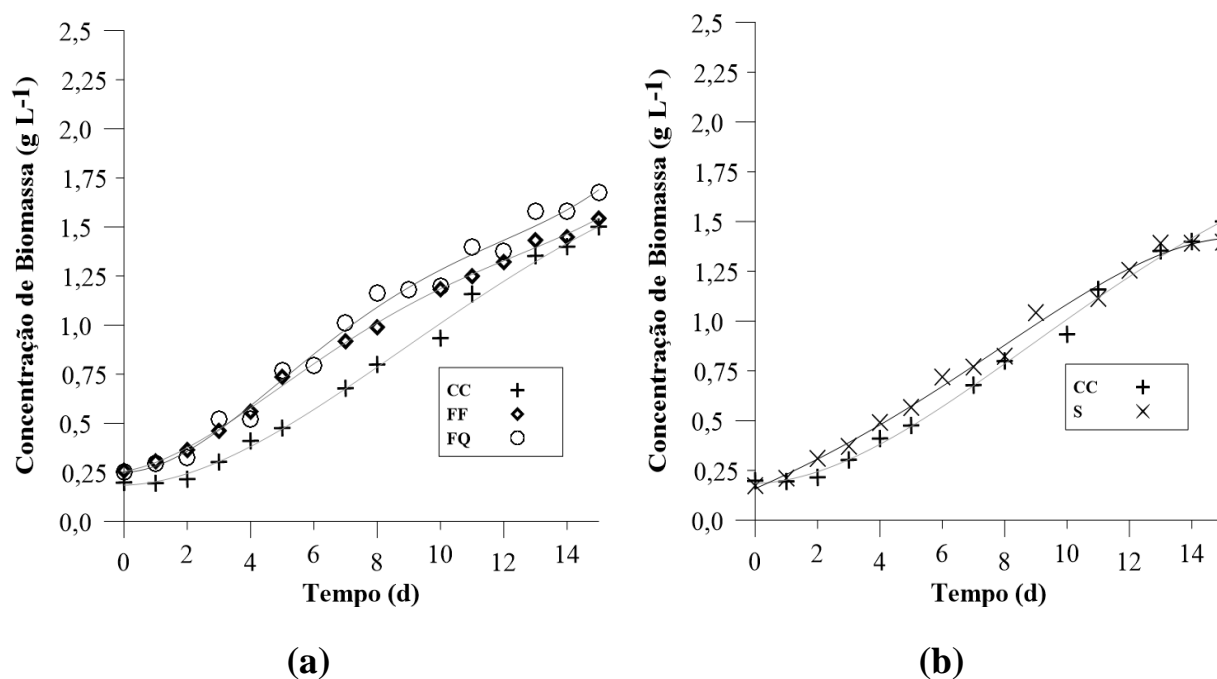 Concentração de Biomassa (g L-1)
2,5
2,25
2,0
1,75
1,5
1,25
1,0
0,75
0,5
0,25
0,0
CC
FF
FQ
0 2 4 6 8 10 12 14
Tempo (d)
(a)
Concentração de Biomassa (g L-1)
2,5
2,25
2,0
1,75
1,5
1,25
1,0
0,75
0,5
0,25
0,0
CC
S
0 2 4 6 8 10 12 14
Tempo (d)
(b)